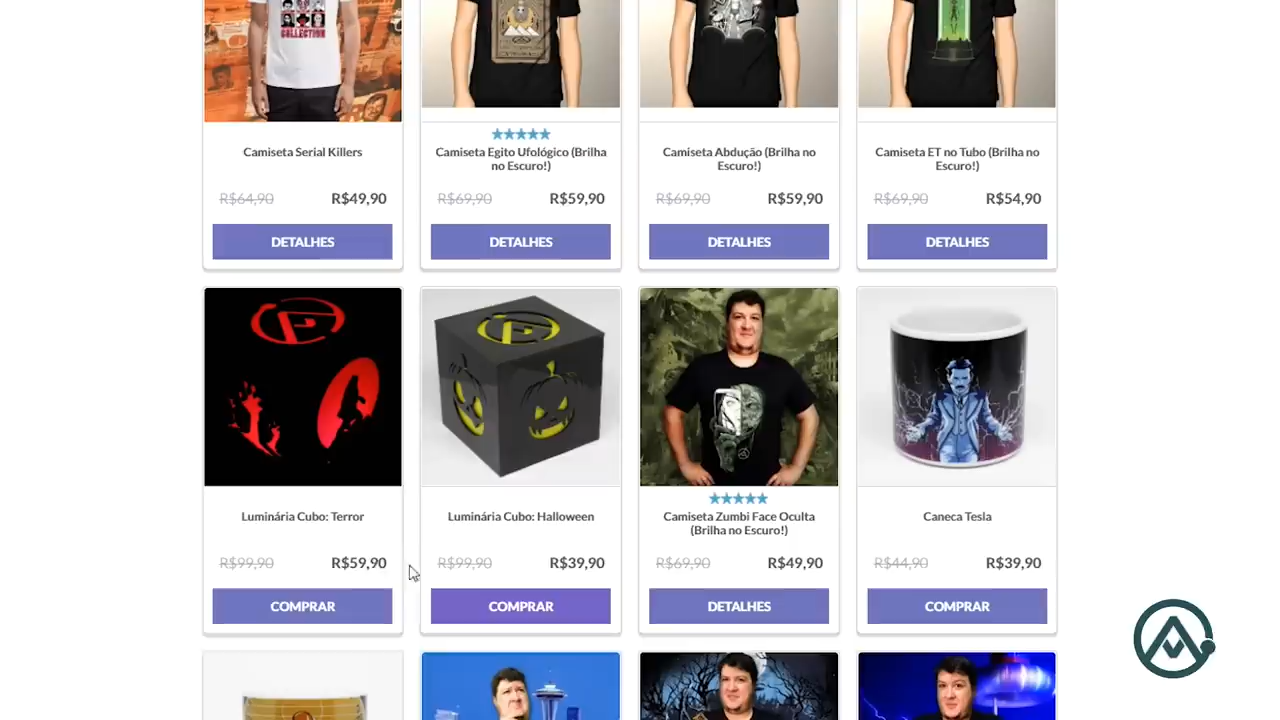 COLLECTION
Camiseta Serial Killers
R$64,90 R$49,90
DETALHES
Camiseta Egito Ufológico (Brilha
no Escuro!)
R$69,90 R$59,90
DETALHES
Camiseta Abdução (Brilha no
Escuro!)
R$69,90 R$59,90
DETALHES
Camiseta ET no Tubo (Brilha no
Escuro!)
R$69,90 R$54,90
DETALHES
Luminária Cubo: Terror
R$99,90 R$59,90
COMPRAR
Luminária Cubo: Halloween
R$99,90 R$39,90
COMPRAR
Camiseta Zumbi Face Oculta
(Brilha no Escuro!)
R$69,90 R$49,90
DETALHES
Caneca Tesla
R$44,90 R$39,90
COMPRAR